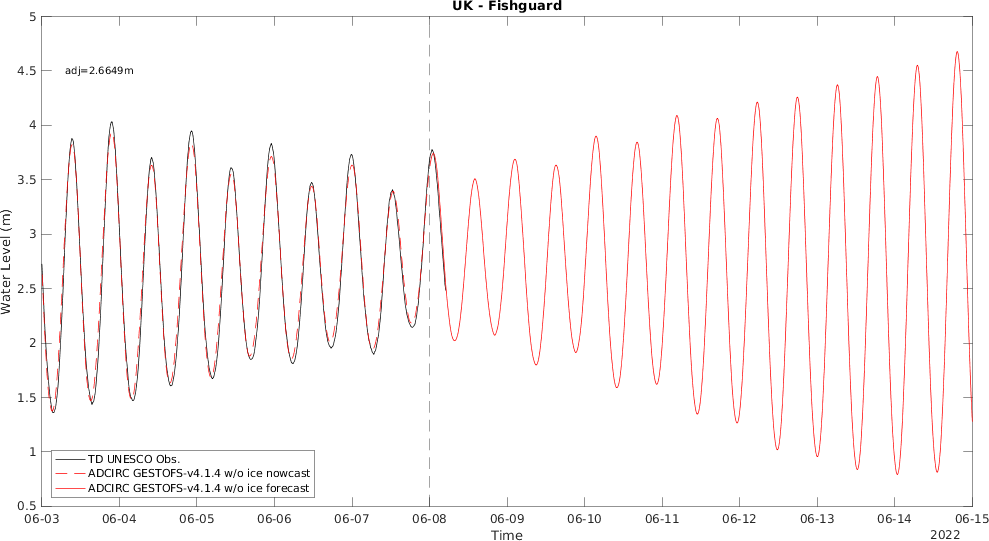 UK - Fishguard
5
4.5
4
3.5
3
2.5
2
1.5
1
0.5
Water Level (m)
adj=2.6649m
TD UNESCO Obs.
ADCIRC GESTOFS-v4.1.4 w/o ice nowcast
ADCIRC GESTOFS-v4.1.4 w/o ice forecast
06-03 06-04 06-05 06-06 06-07 06-08 06-09 06-10 06-11 06-12 06-13 06-14 06-15
Time
2022